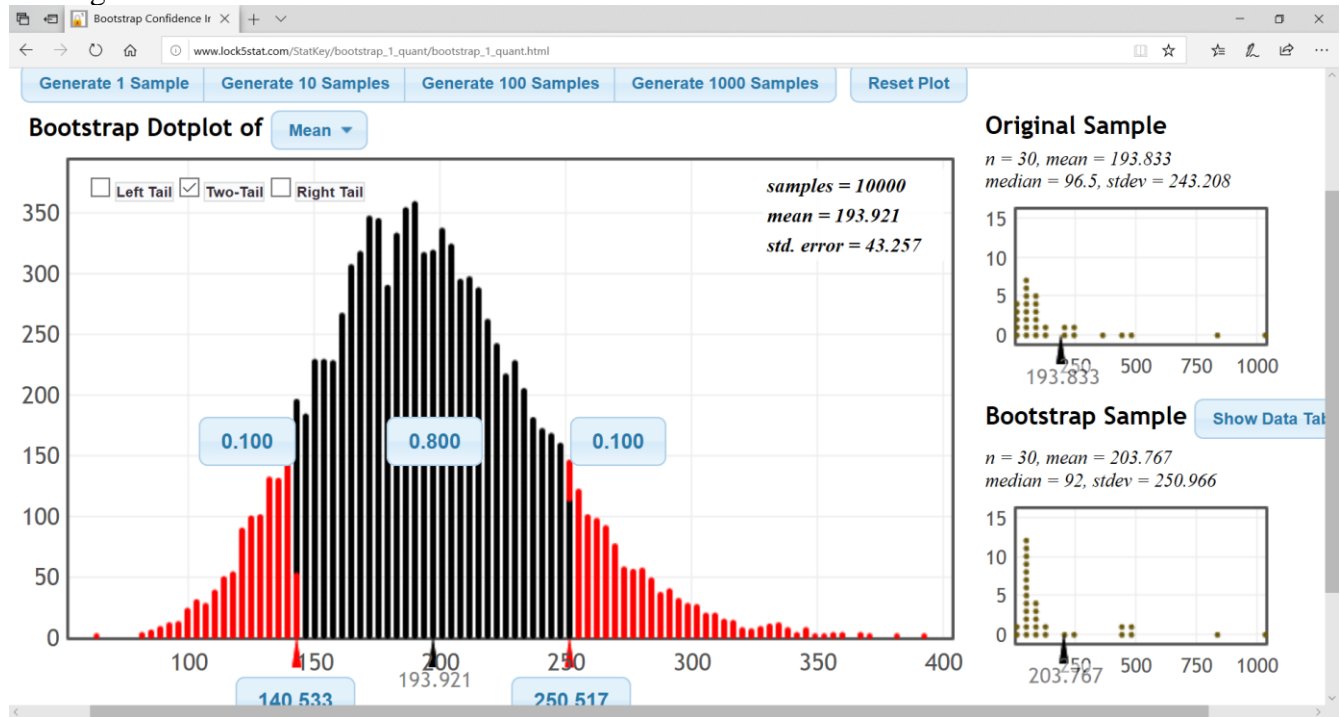 Bootstrap Confidence Ir
www.lock5stat.com/StatKey/bootstrap_1_quant/bootstrap_1_quant.html
Generate 1 Sample Generate 10 Samples Generate 100 Samples Generate 1000 Samples Reset Plot
Bootstrap Dotplot of Mean
Left Tail Two-Tail Right Tail
samples = 10000
mean = 193.921
std. error = 43.257
350
300
250
200
150
100
50
0
0.100 0.800 0.100
100 150 200 250 300 350 400
193.921
140.533 250.517
Original Sample
n = 30, mean = 193.833
median = 96.5, stdev = 243.208
15
10
5
0
250 500 750 1000
193.833
Bootstrap Sample Show Data Tab
n = 30, mean = 203.767
median = 92, stdev = 250.966
15
10
5
0
250 500 750 1000
203.767